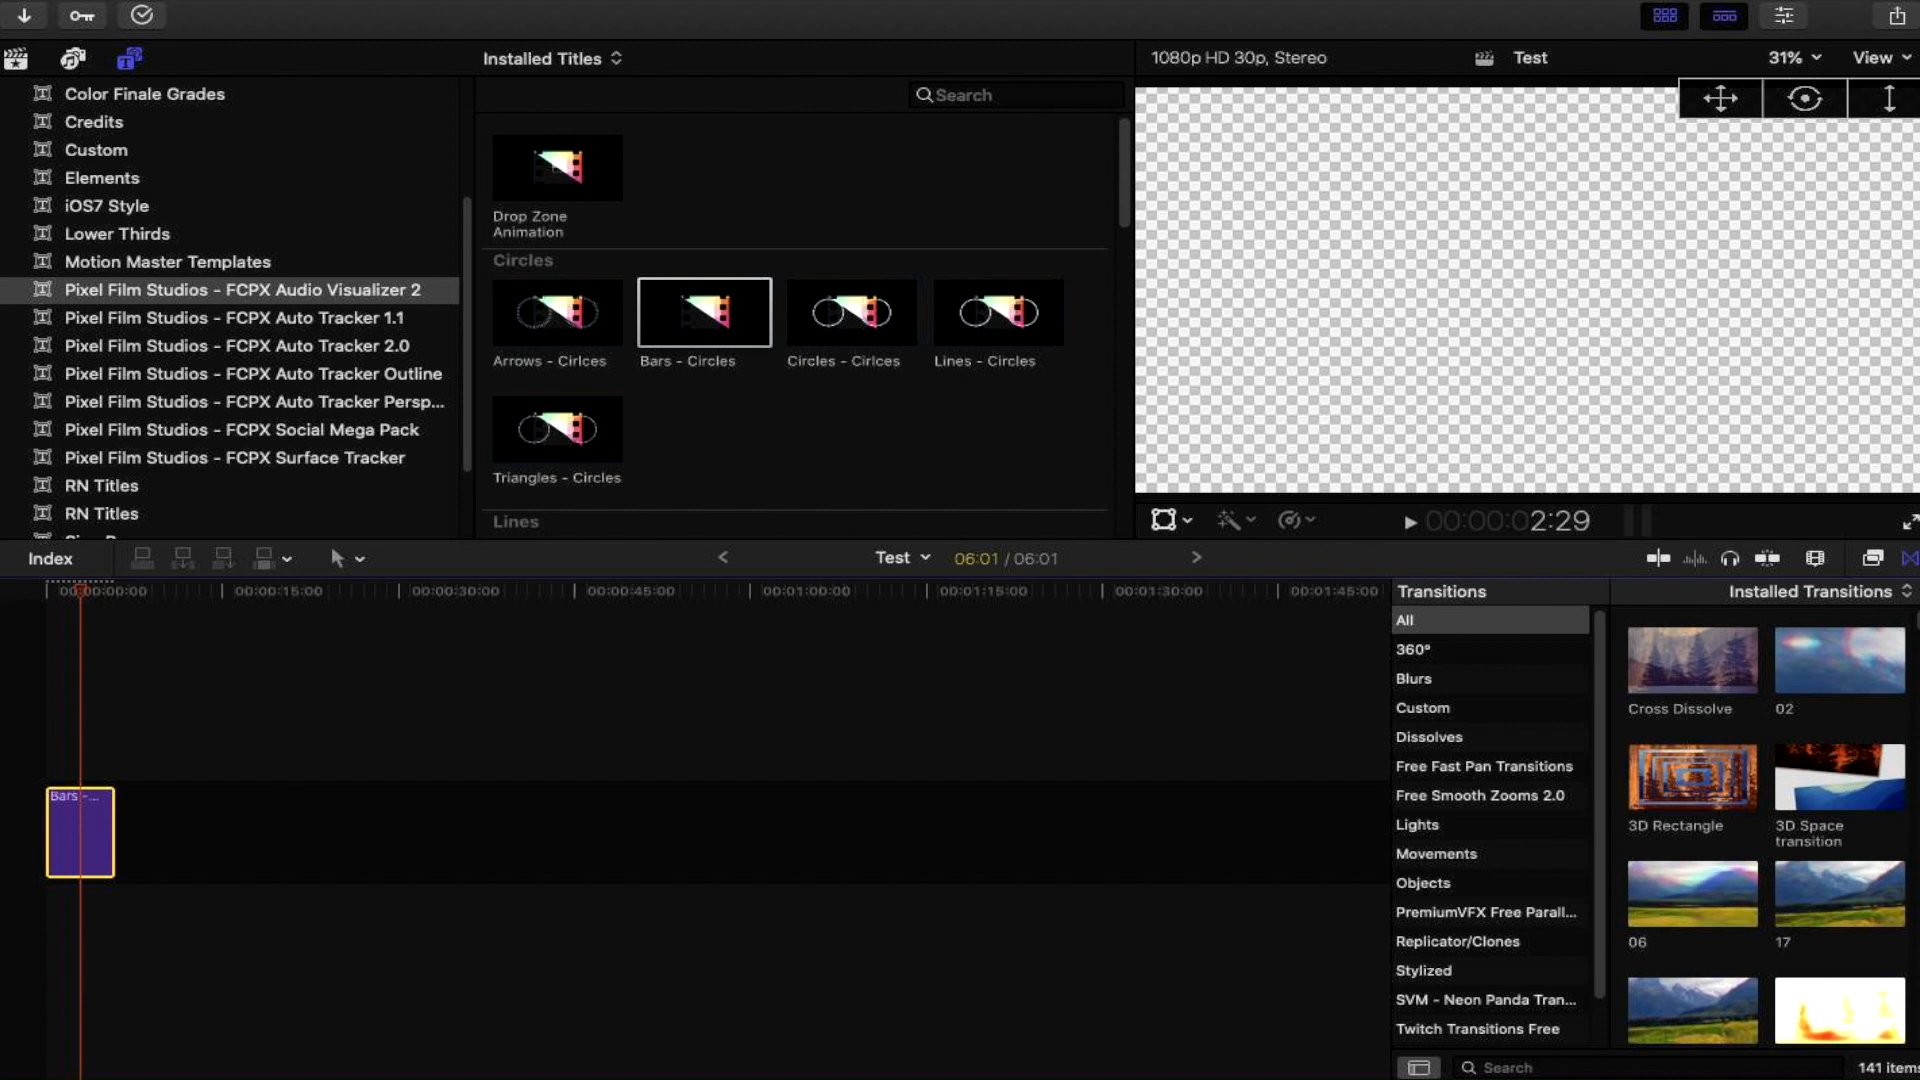 Installed Titles
1080p HD 30p, Stereo
Test
31%
View
Color Finale Grades
Credits
Custom
Elements
iOS7 Style
Lower Thirds
Motion Master Templates
Pixel Film Studios - FCPX Audio Visualizer 2
Pixel Film Studios - FCPX Auto Tracker 1.1
Pixel Film Studios - FCPX Auto Tracker 2.0
Pixel Film Studios - FCPX Auto Tracker Outline
Pixel Film Studios - FCPX Auto Tracker Persp...
Pixel Film Studios - FCPX Social Mega Pack
Pixel Film Studios - FCPX Surface Tracker
RN Titles
RN Titles
Search
Drop Zone
Animation
Circles
Arrows - Cirlces
Bars - Circles
Circles - Cirlces
Lines - Circles
Triangles - Circles
Lines
00:00:02:29
Index
Test
06:01 / 06:01
00:00:00:00
00:00:15:00
00:00:30:00
00:00:45:00
00:01:00:00
00:01:15:00
00:01:30:00
00:01:45:00
Bars -...
Transitions
All
360°
Blurs
Custom
Dissolves
Free Fast Pan Transitions
Free Smooth Zooms 2.0
Lights
Movements
Objects
PremiumVFX Free Parall...
Replicator/Clones
Stylized
SVM - Neon Panda Tran...
Twitch Transitions Free
Installed Transitions
Cross Dissolve
02
3D Rectangle
3D Space
transition
06
17
Search
141 items